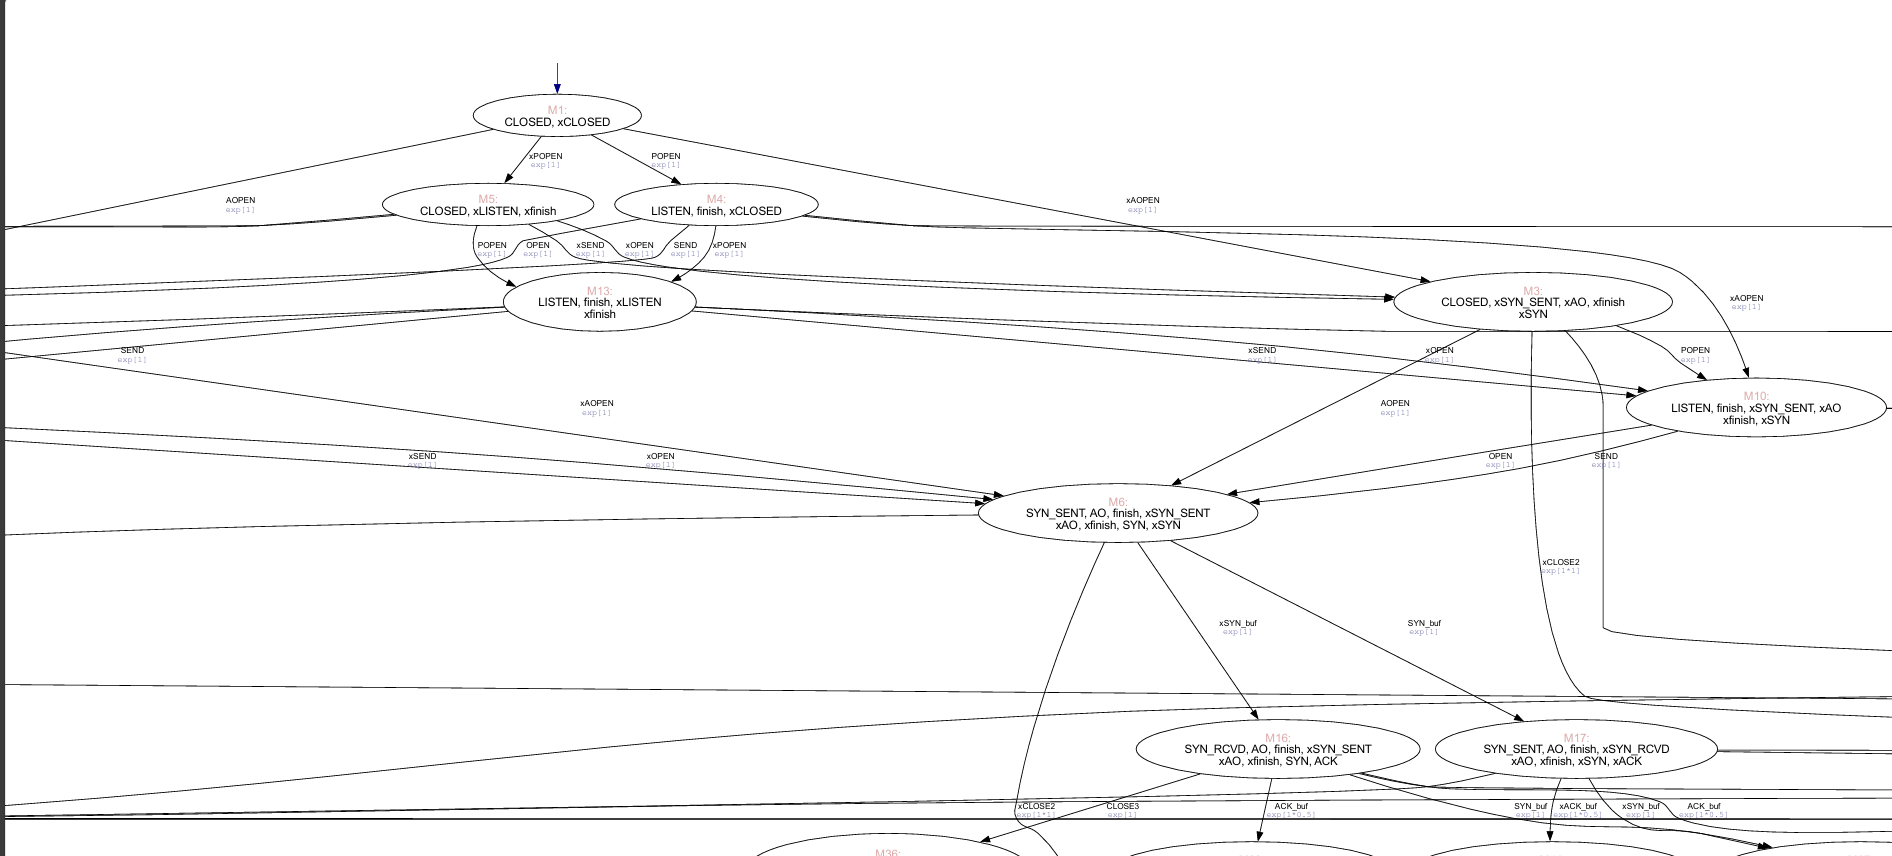 M1:
CLOSED, xCLOSED
xPOPEN
exp[1]
POPEN
exp[1]
AOPEN
exp[1]
xAOPEN
exp[1]
M5:
CLOSED, xLISTEN, xfinish
M4:
LISTEN, finish, xCLOSED
POPEN
exp[1]
OPEN
exp[1]
xSEND
exp[1]
xOPEN
exp[1]
SEND
exp[1]
xPOPEN
exp[1]
M13:
LISTEN, finish, xLISTEN
xfinish
M3:
CLOSED, xSYN_SENT, xAO, xfinish
xSYN
xAOPEN
exp[1]
SEND
exp[1]
xSEND
exp[1]
xOPEN
exp[1]
POPEN
exp[1]
M10:
LISTEN, finish, xSYN_SENT, xAO
xfinish, xSYN
xAOPEN
exp[1]
AOPEN
exp[1]
xSEND
exp[1]
xOPEN
exp[1]
OPEN
exp[1]
SEND
exp[1]
M6:
SYN_SENT, AO, finish, xSYN_SENT
xAO, xfinish, SYN, xSYN
xCLOSE2
exp[1*1]
xSYN_buf
exp[1]
SYN_buf
exp[1]
M16:
SYN_RCVD, AO, finish, xSYN_SENT
xAO, xfinish, SYN, ACK
M17:
SYN_SENT, AO, finish, xSYN_RCVD
xAO, xfinish, xSYN, xACK
xCLOSE2
exp[1*1]
CLOSE3
exp[1]
ACK_buf
exp[1*0.5]
SYN_buf
exp[1]
xACK_buf
exp[1*0.5]
xSYN_buf
exp[1]
ACK_buf
exp[1*0.5]
M36: